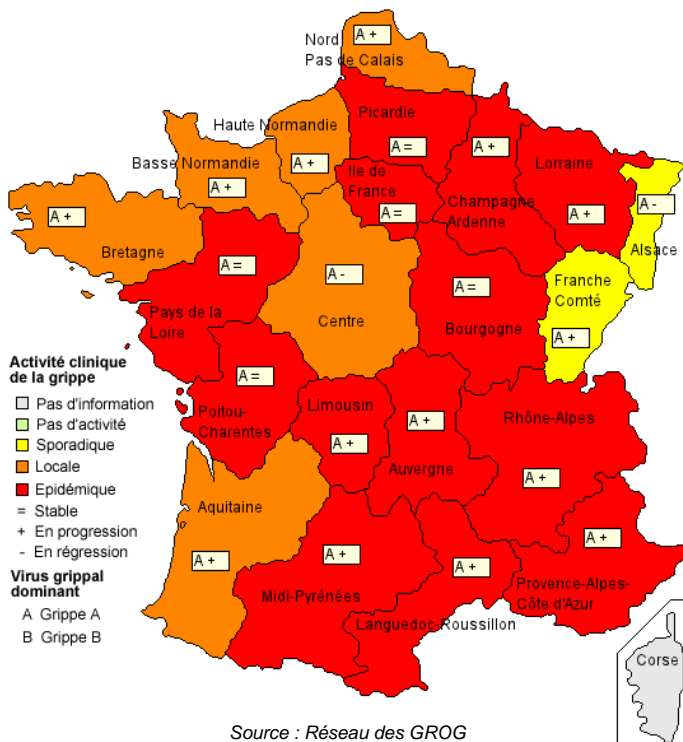 Nord
A +
Pas de Calais
Picardie
A =
Haute Normandie
A +
A +
Lorraine
A +
Basse Normandie
A +
Ile de
France
A =
Champagne
Ardenne
A -
Alsace
A +
Bretagne
A =
Pays de la
Loire
A -
Centre
A =
Bourgogne
Franche
Comté
A +
Activité clinique
de la grippe
Pas d'information
Pas d'activité
Sporadique
Locale
Epidémique
= Stable
+ En progression
- En régression
Virus grippal
dominant
A Grippe A
B Grippe B
A =
Poitou-
Charentes
Limousin
A +
A +
Auvergne
Rhône-Alpes
A +
Aquitaine
A +
A +
Midi-Pyrénées
A +
Languedoc-Roussillon
A +
Provence-Alpes-
Côte d'Azur
Corse
Source : Réseau des GROG